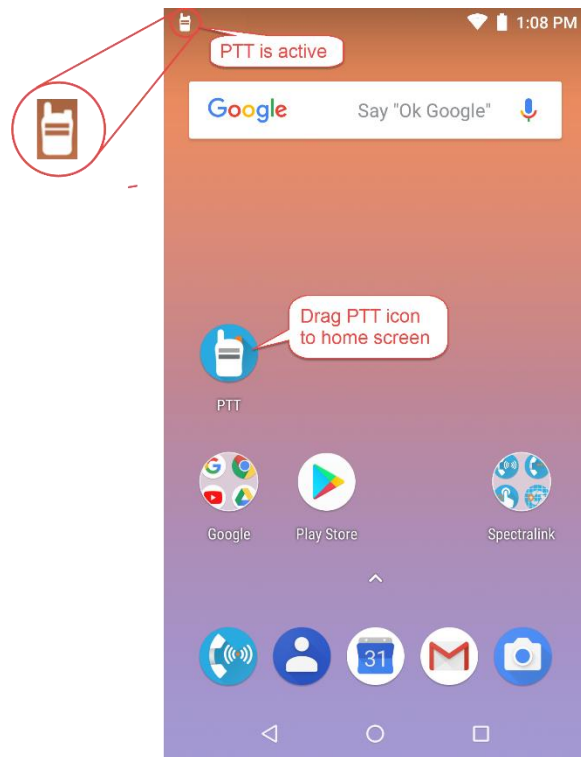 1:08 PM
PTT is active
Google Say "Ok Google"
Drag PTT icon
to home screen
PTT
Google Play Store Spectralink
31